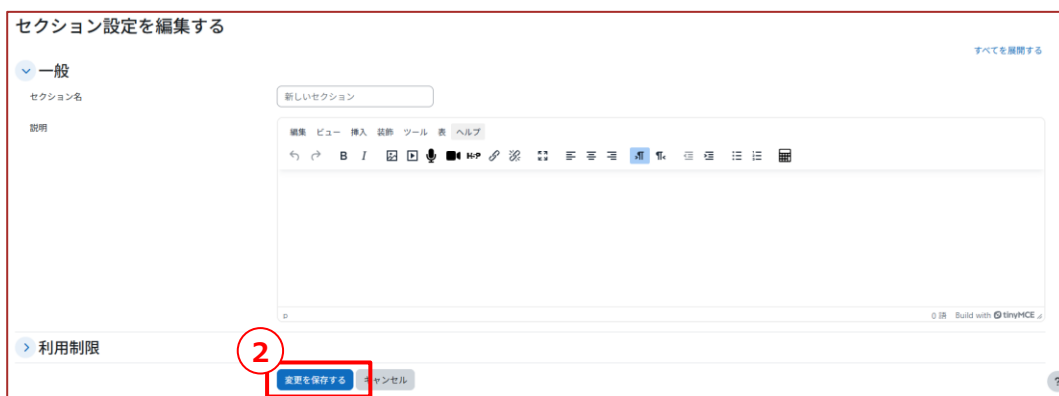 セクション設定を編集する
すべてを展開する
一般
セクション名
新しいセクション
説明
編集 ビュー 挿入 装飾 ツール 表 ヘルプ
B I H-P
p
0 語 Build with tinyMCE
利用制限
2
変更を保存する キャンセル
?